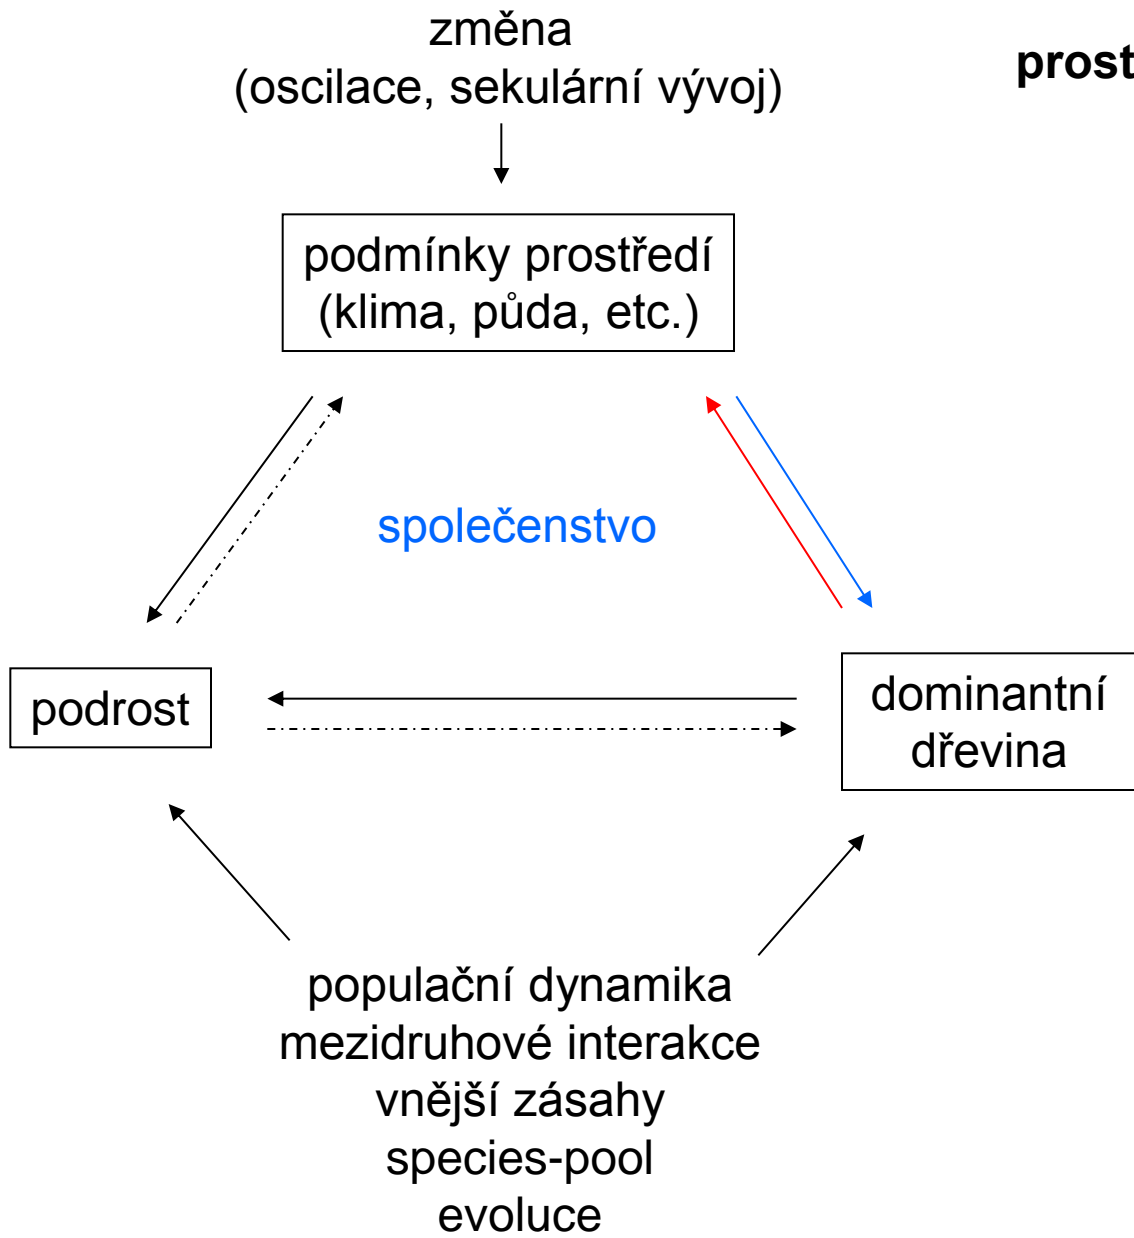 změna
(oscilace, sekulární vývoj)
prost
podmínky prostředí
(klima, půda, etc.)
společenstvo
podrost
dominantní
dřevina
populační dynamika
mezidruhové interakce
vnější zásahy
species-pool
evoluce